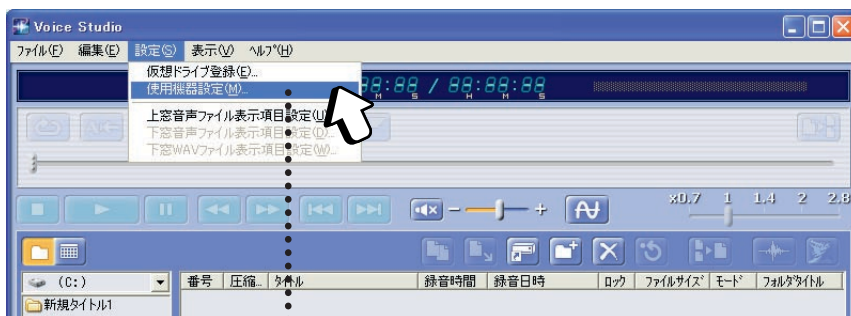 Voice Studio
ファイル(F) 編集(E) 設定(S) 表示(V) ヘルプ(H)
仮想ドライブ登録(E)...
使用機器設定(M)...
88:88 / 88:88:88
M S H M S
上窓音声ファイル表示項目設定(U)
下窓音声ファイル表示項目設定(D)...
下窓WAVファイル表示項目設定(W)...
x0.7 1 1.4 2 2.8
(C:) 番号 圧縮... タイトル 録音時間 録音日時 ロック ファイルサイズ モード フォルダタイトル
新規タイトル1